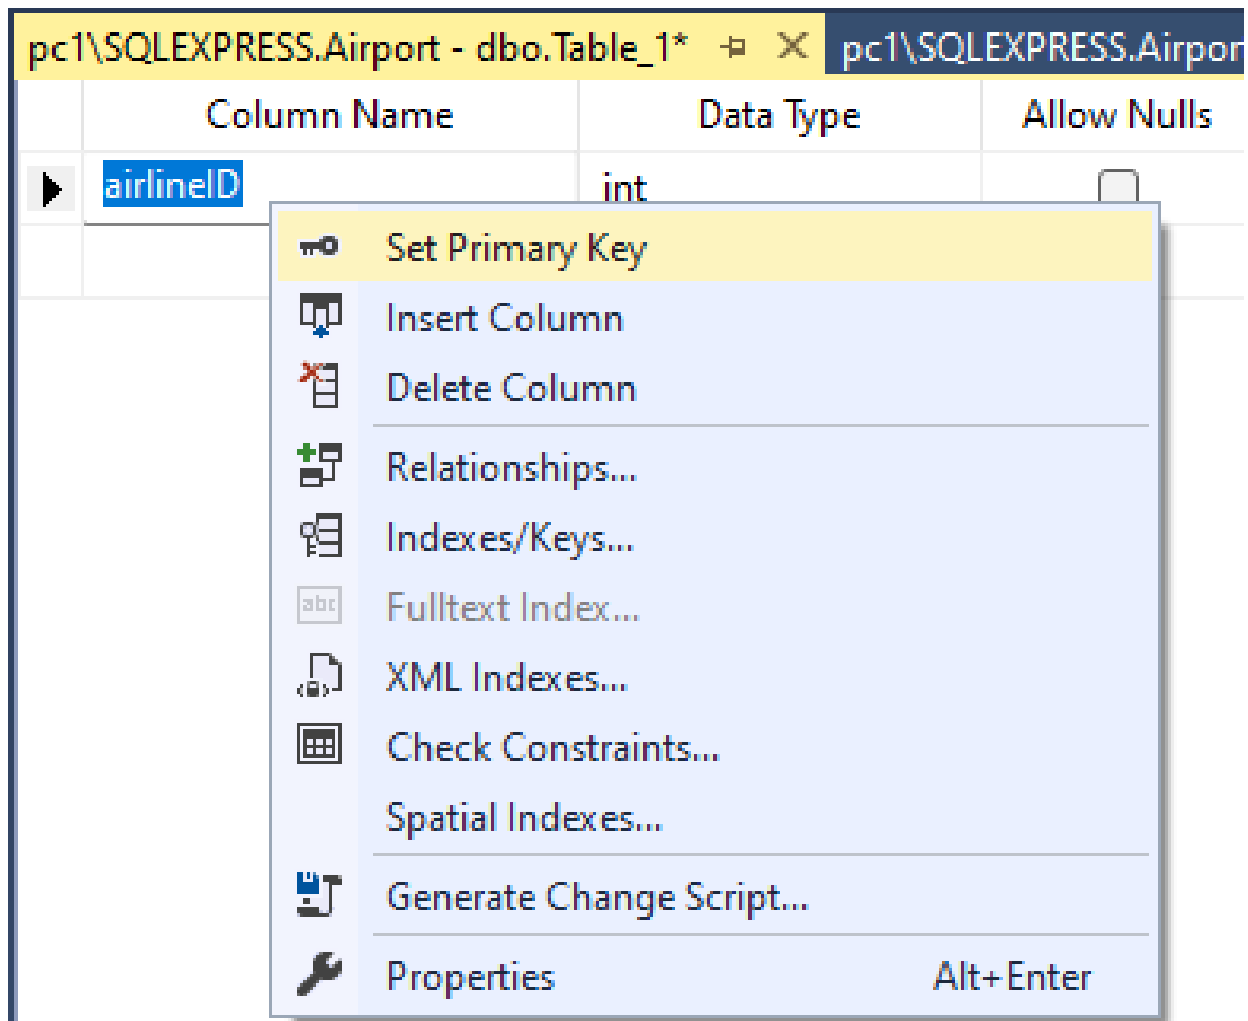 pc1\SQLEXPRESS.Airport - dbo.Table_1* pc1\SQLEXPRESS.Airport
Column Name Data Type Allow Nulls
airlineID int
Set Primary Key
Insert Column
Delete Column
Relationships...
Indexes/Keys...
abc Fulltext Index...
XML Indexes...
Check Constraints...
Spatial Indexes...
Generate Change Script...
Properties Alt+Enter